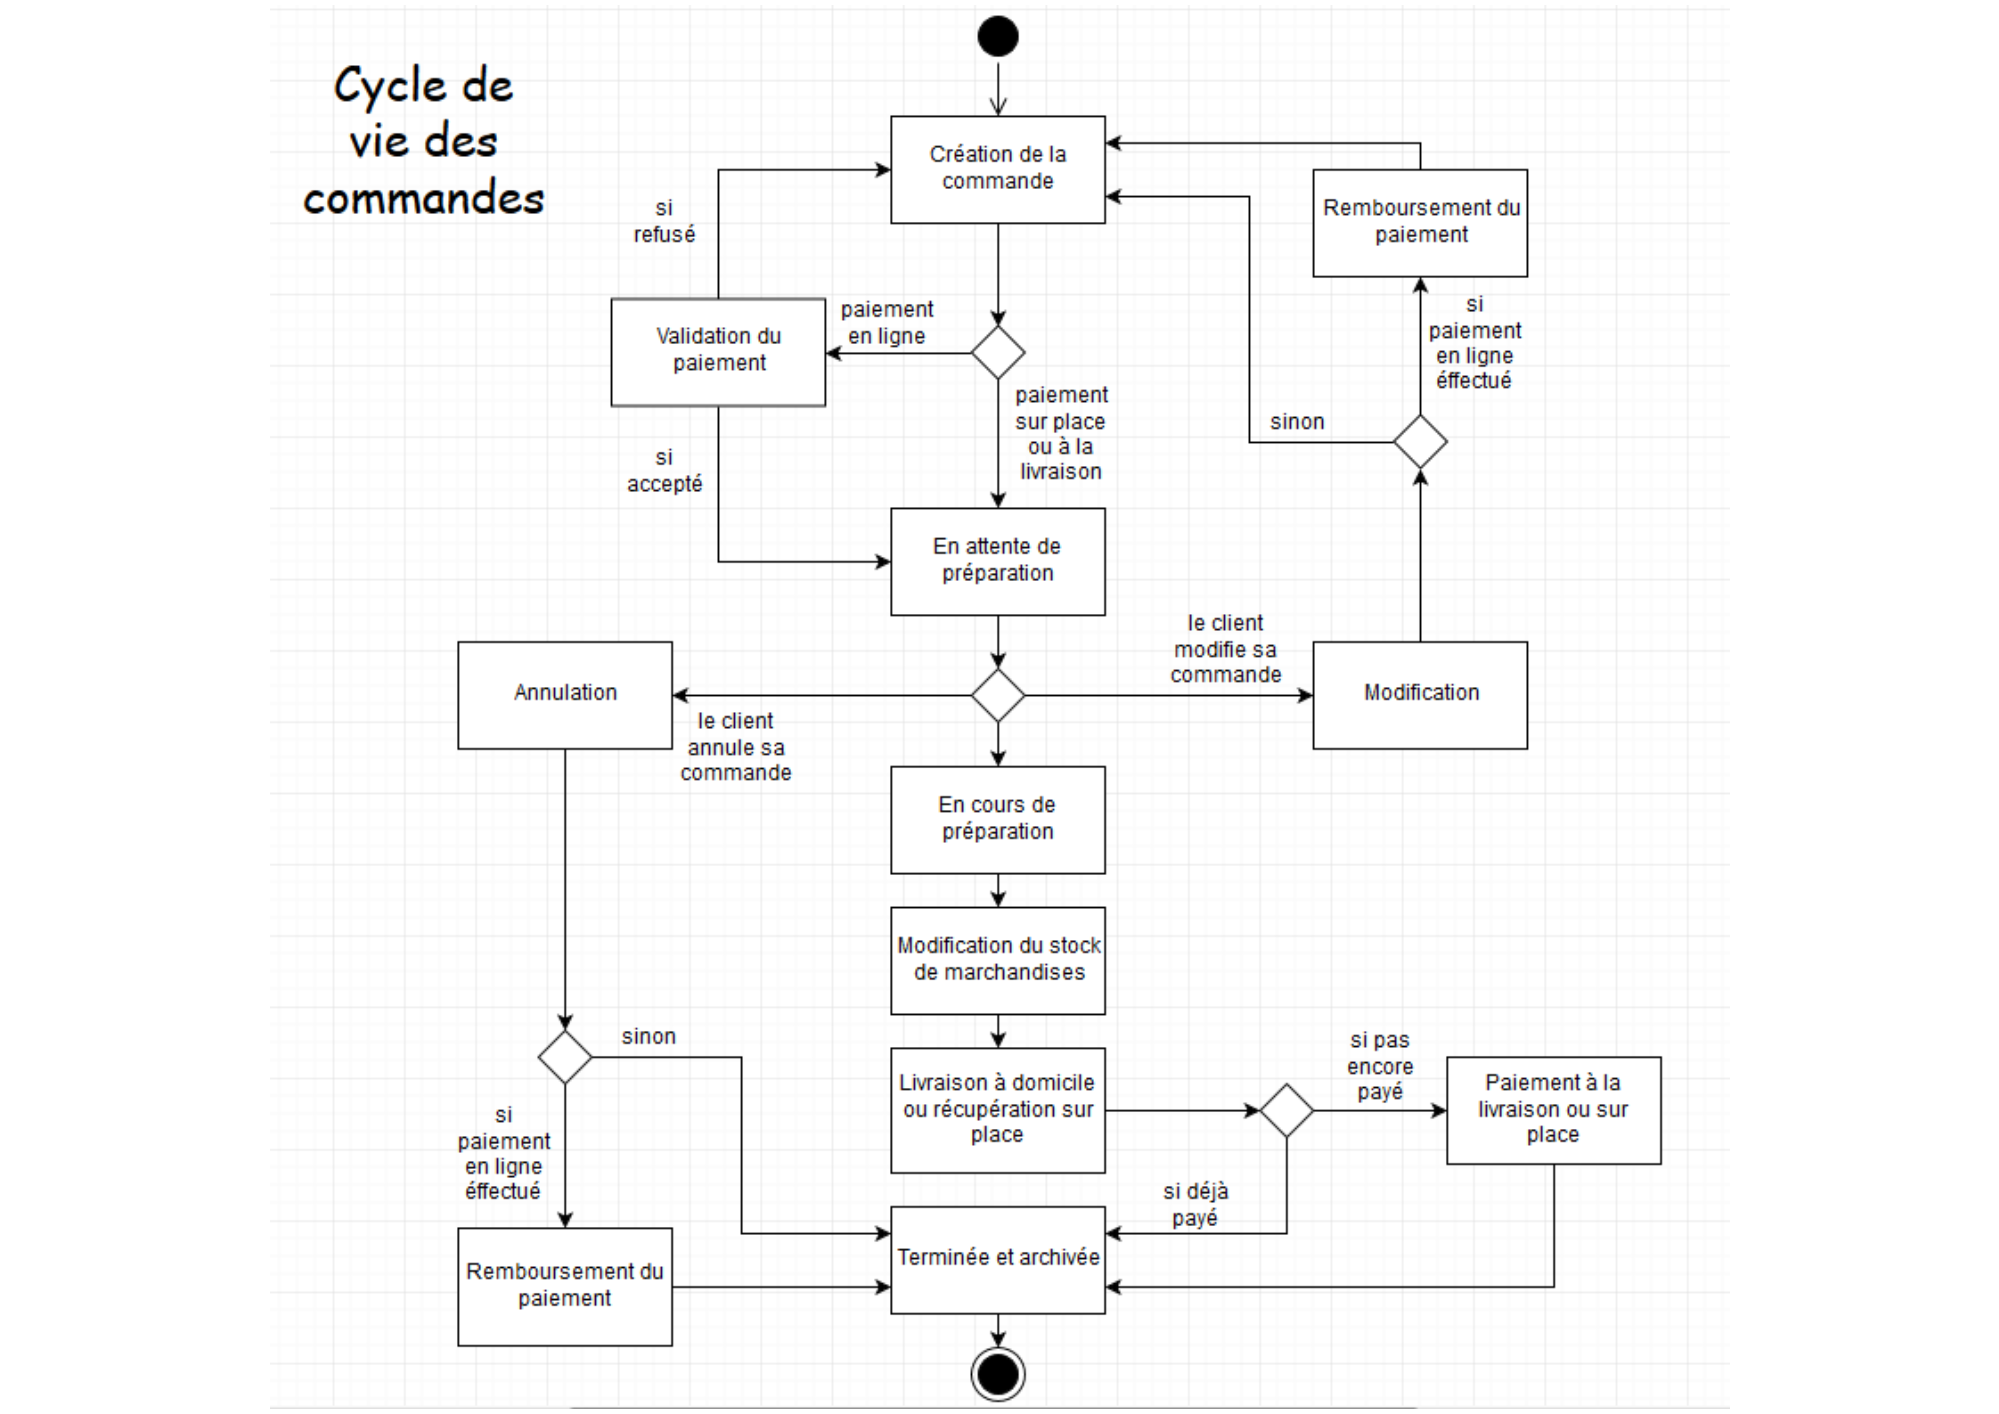 Cycle de
vie des
commandes
Création de la
commande
Remboursement du
paiement
si
refusé
Validation du
paiement
paiement
en ligne
si
paiement
en ligne
éffectué
paiement
sur place
ou à la
livraison
sinon
si
accepté
En attente de
préparation
le client
modifie sa
commande
Annulation
Modification
le client
annule sa
commande
En cours de
préparation
Modification du stock
de marchandises
sinon
si pas
encore
payé
Livraison à domicile
ou récupération sur
place
Paiement à la
livraison ou sur
place
si
paiement
en ligne
éffectué
si déjà
payé
Terminée et archivée
Remboursement du
paiement